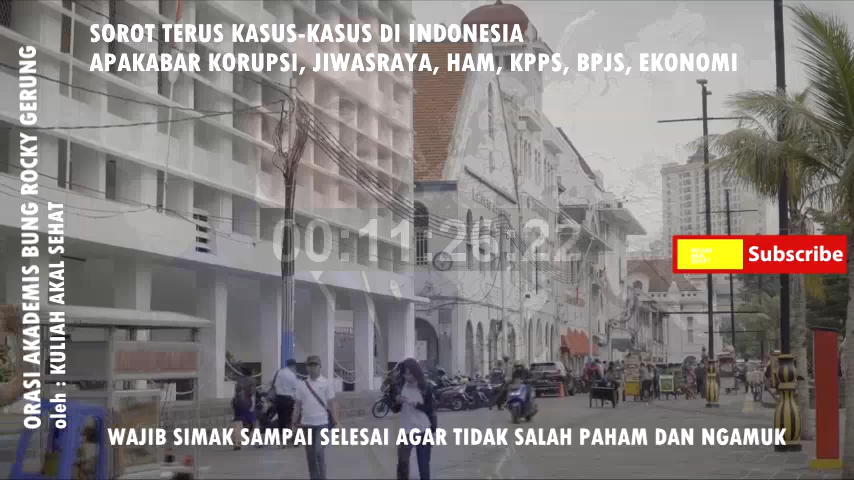 SOROT TERUS KASUS-KASUS DI INDONESIA
APAKABAR KORUPSI, JIWASRAYA, HAM, KPPS, BPJS, EKONOMI
ORASI AKADEMIS BUNG ROCKY GERUNG
oleh : KULIAH AKAL SEHAT
00:11:26:22
Subscribe
WAJIB SIMAK SAMPAI SELESAI AGAR TIDAK SALAH PAHAM DAN NGAMUK